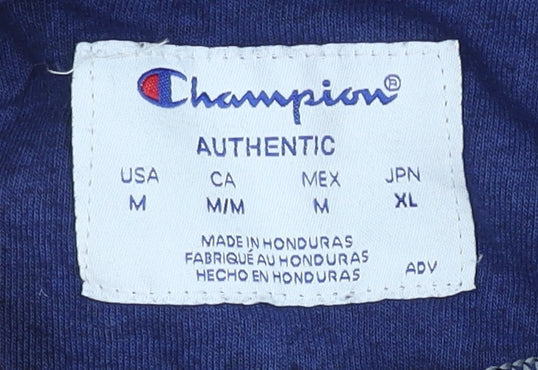 Champion®
AUTHENTIC
USA CA MEX JPN
M M/M M XL
MADE IN HONDURAS
FABRIQUÉ AU HONDURAS
HECHO EN HONDURAS ADV